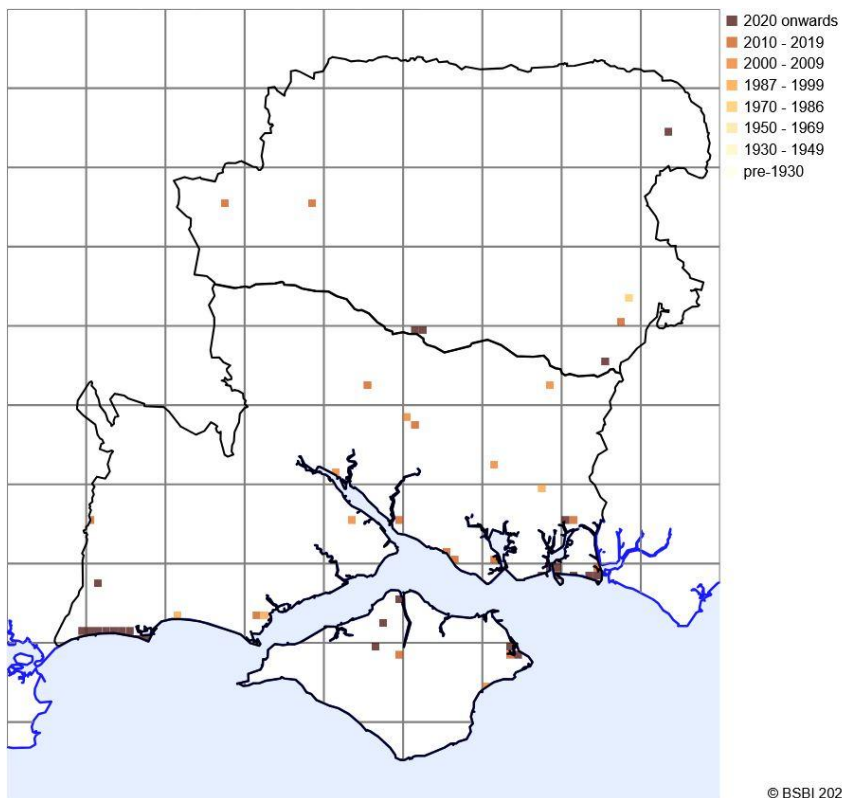 2020 onwards
2010 - 2019
2000 - 2009
1987 - 1999
1970 - 1986
1950 - 1969
1930 - 1949
pre-1930
© BSBI 202